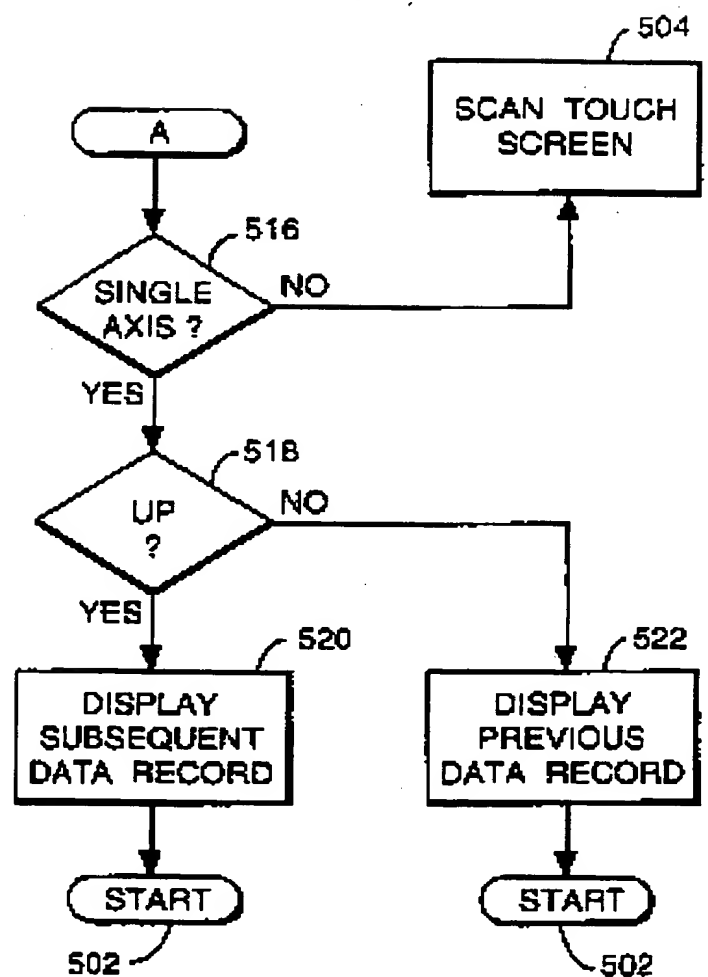 504
SCAN TOUCH
SCREEN
A
516
SINGLE
AXIS ?
NO
YES
518
UP
?
NO
YES
520
DISPLAY
SUBSEQUENT
DATA RECORD
522
DISPLAY
PREVIOUS
DATA RECORD
START
502
START
502